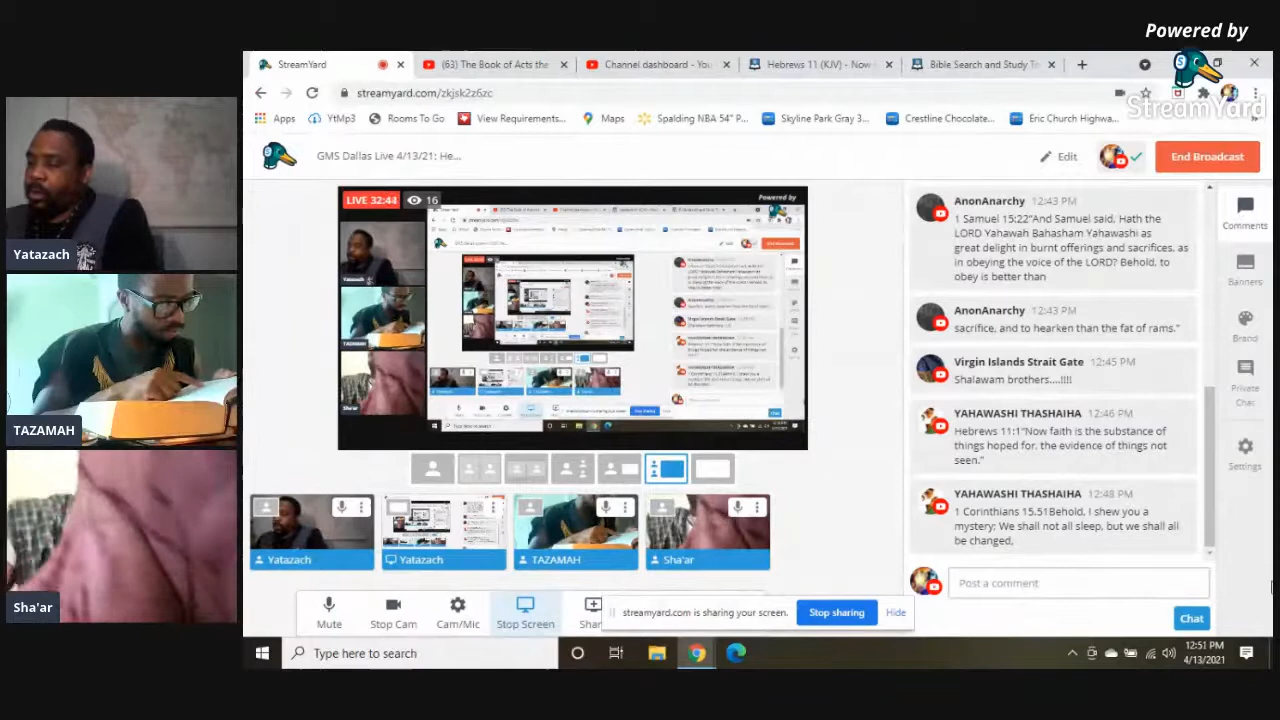 Powered by
StreamYard
Yatazach
TAZAMAH
Sha'ar
StreamYard
(63) The Book of Acts the
Channel dashboard - You
Hebrews 11 (KJV) - Now
Bible Search and Study T
streamyard.com/zkjsk2z6zc
Apps
YtMp3
Rooms To Go
View Requirements...
Maps
Spalding NBA 54" P...
Skyline Park Gray 3...
Crestline Chocolate...
Eric Church Highwa...
GMS Dallas Live 4/13/21: He...
Edit
End Broadcast
LIVE 32:44
16
Powered by
Yatazach
TAZAMAH
Sha'ar
Yatazach
Yatazach
TAZAMAH
Sha'ar
Mute
Stop Cam
Cam/Mic
Stop Screen
Shar
streamyard.com is sharing your screen.
Stop sharing
Hide
AnonAnarchy 12:43 PM
1 Samuel 15:22"And Samuel said, Hath the
LORD Yahawah Bahasham Yahawashi as
great delight in burnt offerings and sacrifices, as
in obeying the voice of the LORD? Behold, to
obey is better than
AnonAnarchy 12:43 PM
sacrifice, and to hearken than the fat of rams."
Virgin Islands Strait Gate 12:45 PM
Shalawam brothers....!!!!
YAHAWASHI THASHAIHA 12:46 PM
Hebrews 11:1"Now faith is the substance of
things hoped for, the evidence of things not
seen."
YAHAWASHI THASHAIHA 12:48 PM
1 Corinthians 15.51Behold, I shew you a
mystery; We shall not all sleep, but we shall all
be changed,
Post a comment
Chat
Comments
Banners
Brand
Private
Chat
Settings
Type here to search
12:51 PM
4/13/2021